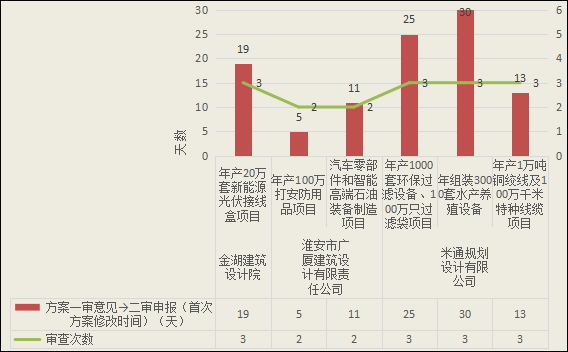 30 6
25 5
20 4
15 3
10 2
5 1
0 0
天数
19 5 11 25 30 13
3 2 2 3 3 3
年产20万套新能源光伏接线盒项目
年产100万打安防用品项目
汽车零部件和智能高端石油装备制造项目
年产1000套环保过滤设备、100万只过滤袋项目
年组装300套水产养殖设备
年产1万吨铜绞线及100万千米特种线缆项目
金湖建筑设计院
淮安市广厦建筑设计有限责任公司
米通规划设计有限公司
方案一审意见→二审申报（首次
方案修改时间）（天） 19 5 11 25 30 13
审查次数 3 2 2 3 3 3